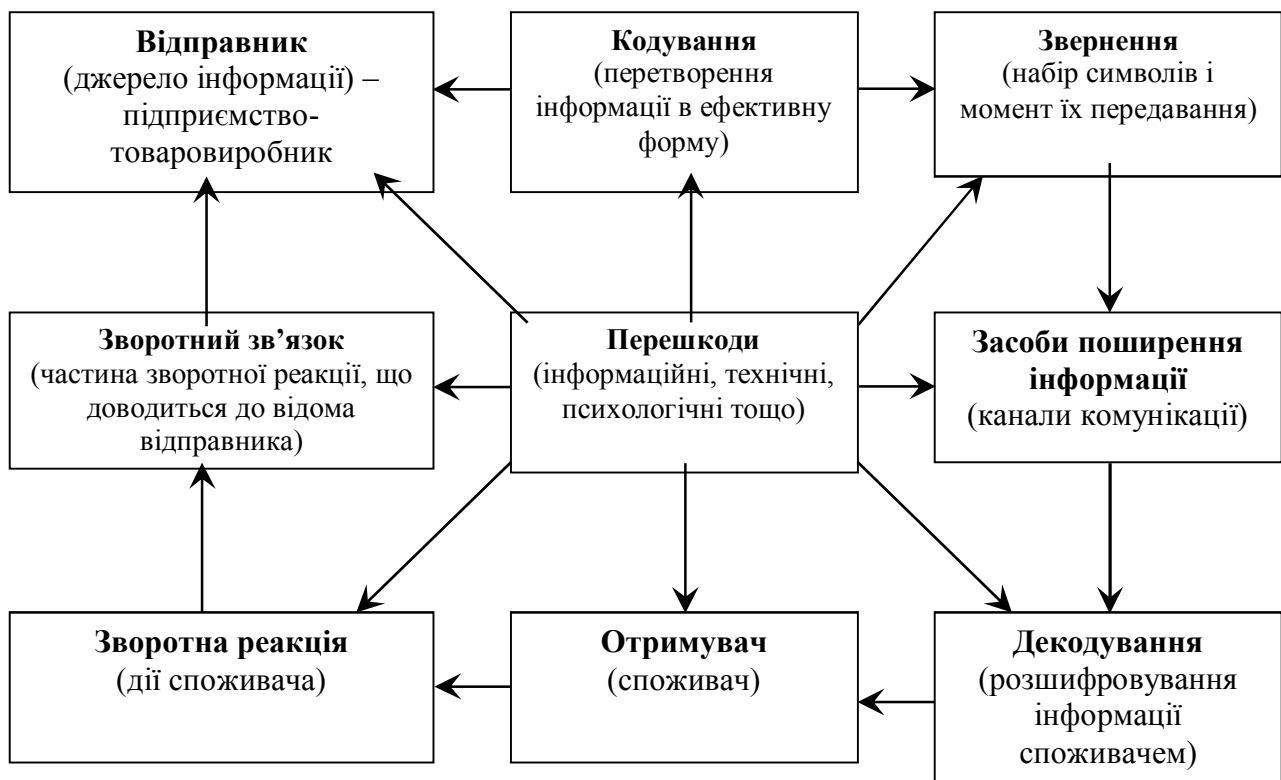 Відправник
(джерело інформації) –
підприємство-
товаровиробник
Кодування
(перетворення
інформації в ефективну
форму)
Звернення
(набір символів і
момент їх передавання)
Зворотний зв’язок
(частина зворотної реакції, що
доводиться до відома
відправника)
Перешкоди
(інформаційні, технічні,
психологічні тощо)
Засоби поширення
інформації
(канали комунікації)
Зворотна реакція
(дії споживача)
Отримувач
(споживач)
Декодування
(розшифровування
інформації
споживачем)